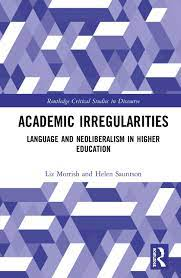 Routledge Critical Studies in Discourse
ACADEMIC IRREGULARITIES
LANGUAGE AND NEOLIBERALISM IN HIGHER
EDUCATION
Liz Morrish and Helen Sauntson
R